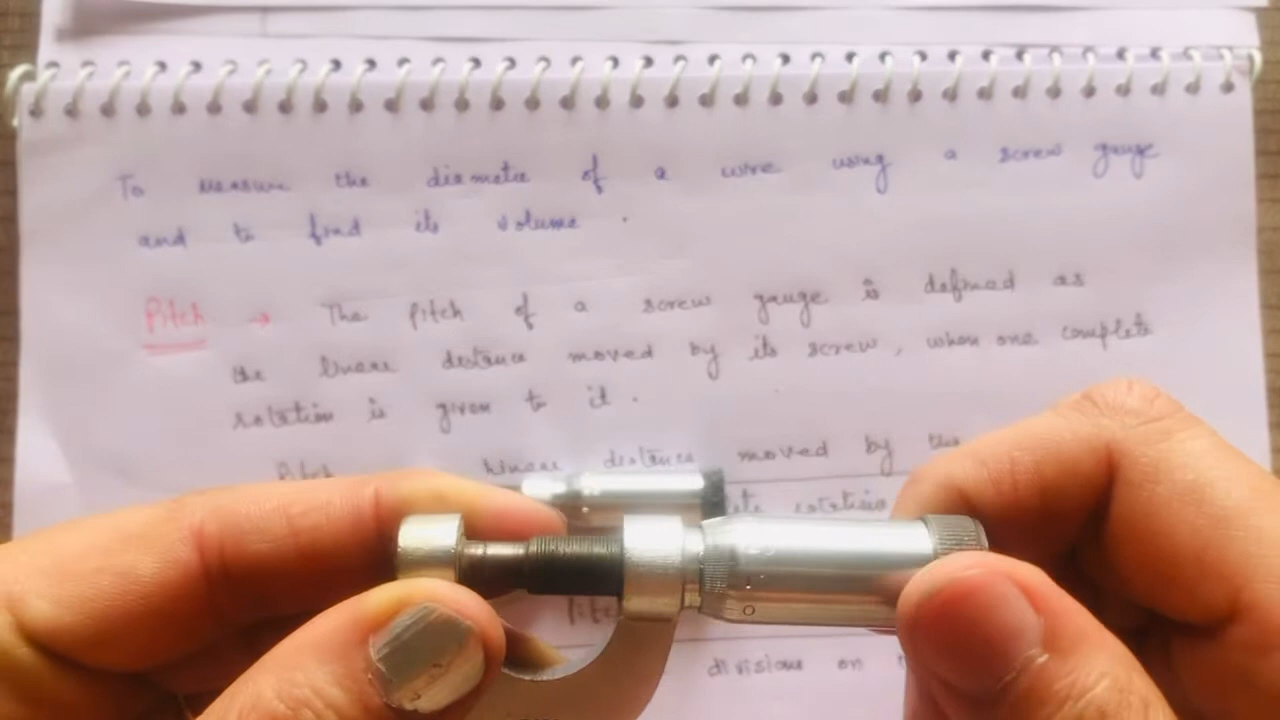 To measure the diameter of a wire using a screw gauge
and to find its volume.
Pitch → The pitch of a screw gauge is defined as
the linear distance moved by its screw, when one complete
rotation is given to it.
Pitch linear distance moved by the
rotation
Pitch
0
divisions on